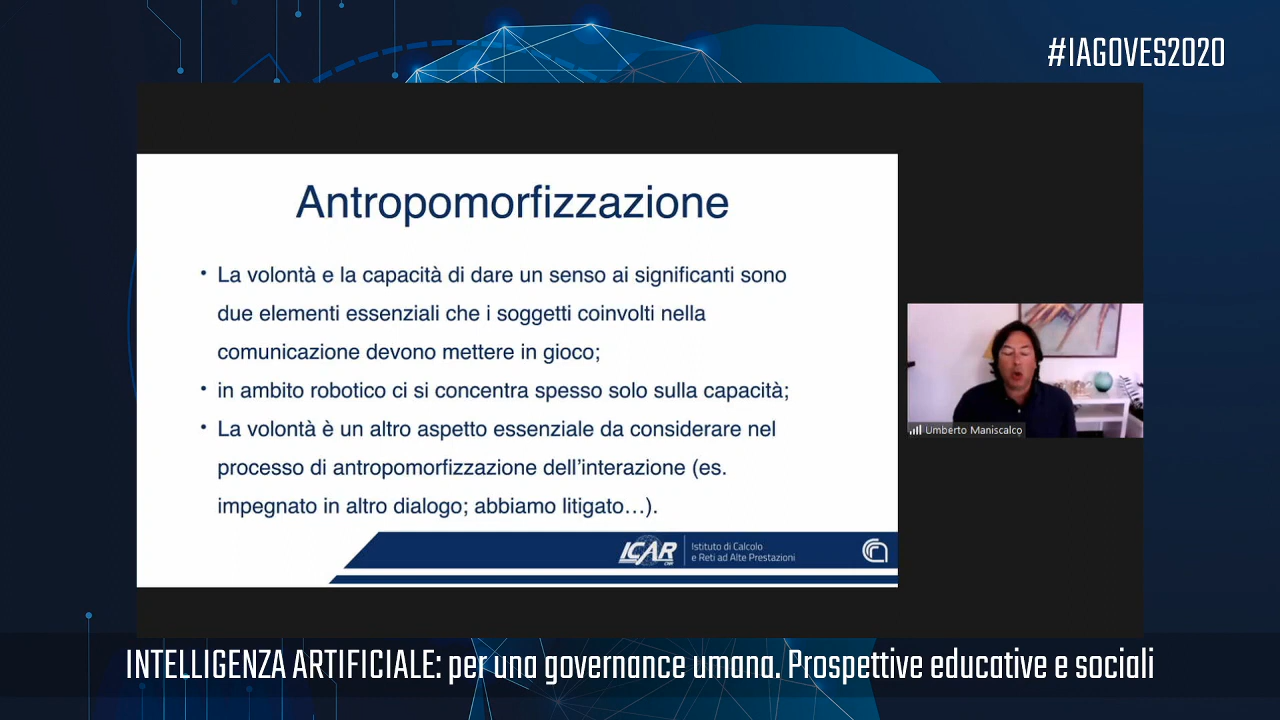 #IAGOVES2020
Antropomorfizzazione
• La volontà e la capacità di dare un senso ai significanti sono
due elementi essenziali che i soggetti coinvolti nella
comunicazione devono mettere in gioco;
• in ambito robotico ci si concentra spesso solo sulla capacità;
• La volontà è un altro aspetto essenziale da considerare nel
processo di antropomorfizzazione dell'interazione (es.
impegnato in altro dialogo; abbiamo litigato…).
ICAR
CNR
Istituto di Calcolo
e Reti ad Alte Prestazioni
Umberto Maniscalco
INTELLIGENZA ARTIFICIALE: per una governance umana. Prospettive educative e sociali